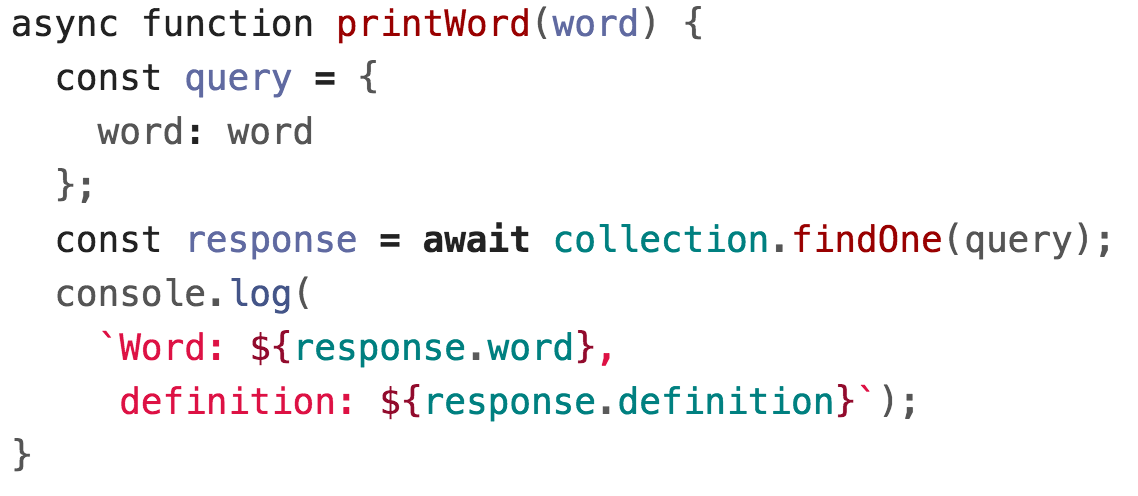 async function printWord(word) {
  const query = {
    word: word
  };
  const response = await collection.findOne(query);
  console.log(
    `Word: ${response.word},
     definition: ${response.definition}`);
}